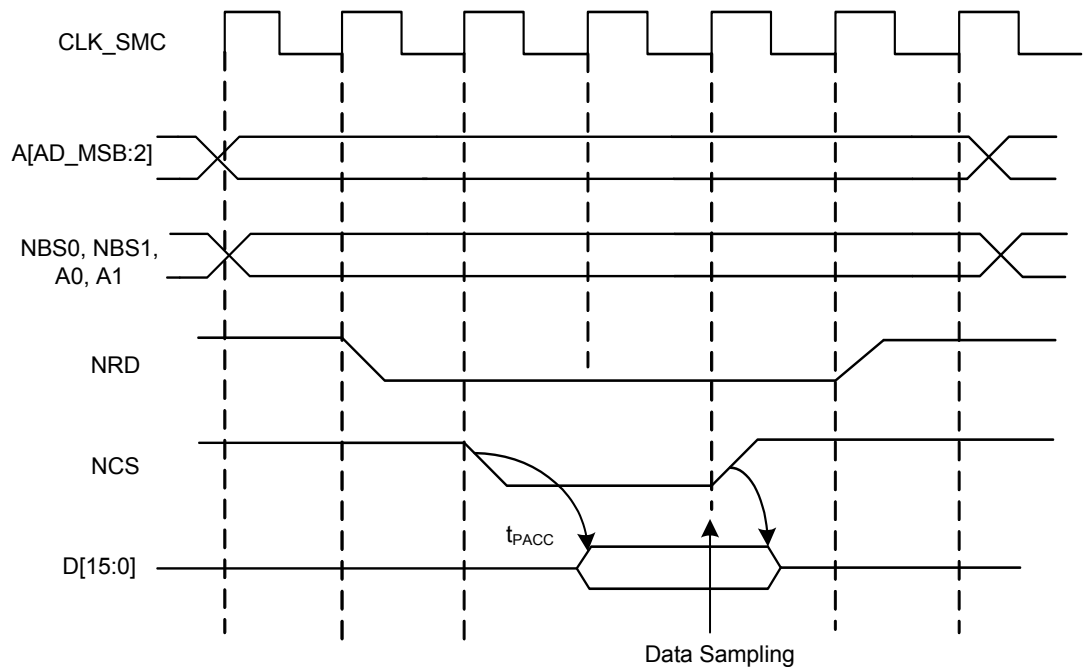 CLK_SMC
A[AD_MSB:2]
NBS0, NBS1,
A0, A1
NRD
NCS
tPACC
D[15:0]
Data Sampling